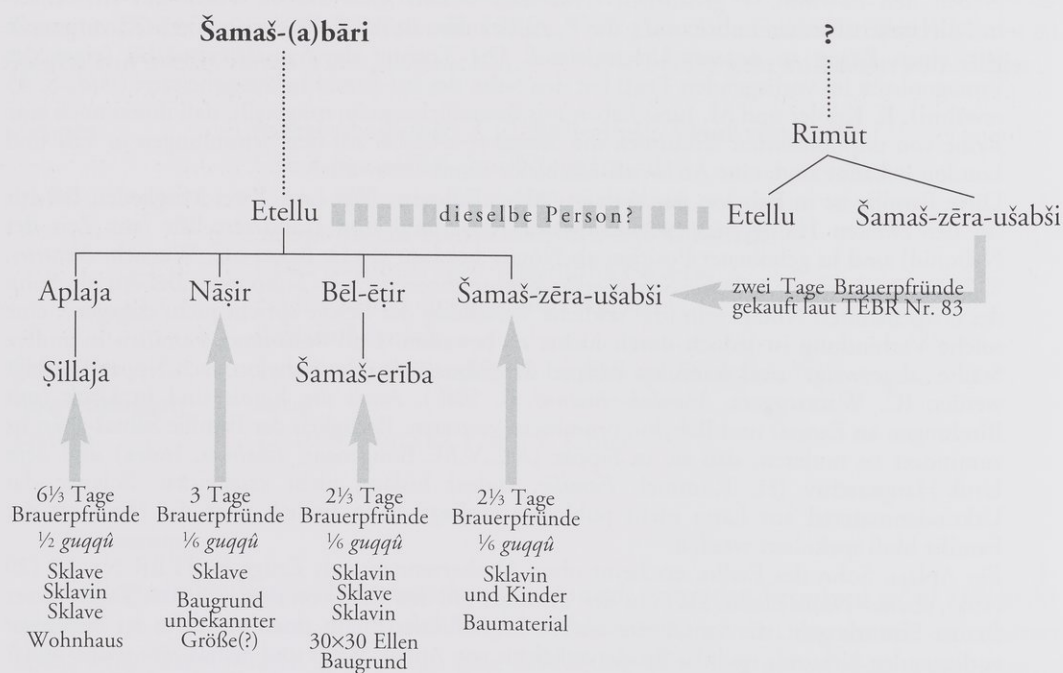 Šamaš-(a)bāri ?
Rīmūt
Etellu dieselbe Person? Etellu Šamaš-zēra-ušabši
Aplaja Nāṣir Bēl-ēṭir Šamaš-zēra-ušabši
zwei Tage Brauerpfründe
gekauft laut TEBR Nr. 83
Ṣillaja Šamaš-erība
6⅓ Tage
Brauerpfründe
½ guqqû
Sklave
Sklavin
Sklave
Wohnhaus
3 Tage
Brauerpfründe
⅙ guqqû
Sklave
Baugrund
unbekannter
Größe(?)
2⅓ Tage
Brauerpfründe
⅙ guqqû
Sklavin
Sklave
Sklavin
30×30 Ellen
Baugrund
2⅓ Tage
Brauerpfründe
⅙ guqqû
Sklavin
und Kinder
Baumaterial